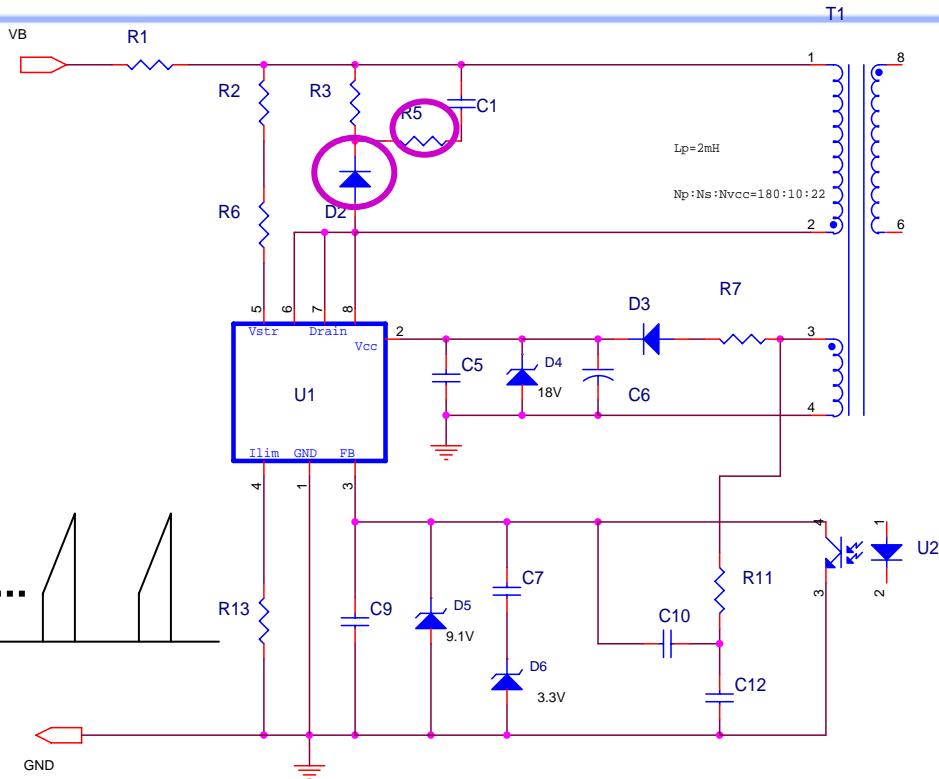 T1
VB
R1
1
8
R2
R3
R5
C1
Lp=2mH
Np:Ns:Nvcc=180:10:22
R6
D2
2
6
5
6
7
8
D3
R7
Vstr
Drain
2
3
Vcc
C5
D4
18V
C6
U1
4
Ilim
GND
FB
4
1
3
4
1
U2
C7
R11
3
2
R13
C9
D5
9.1V
C10
D6
3.3V
C12
GND